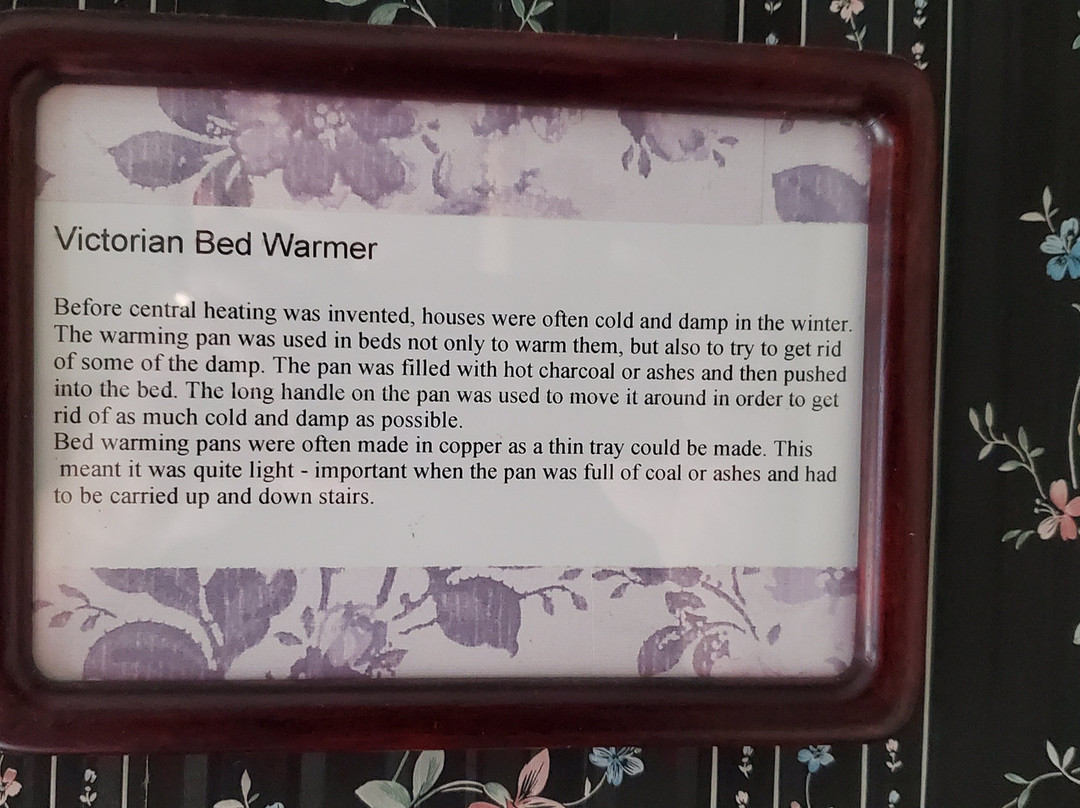 Victorian Bed Warmer
Before central heating was invented, houses were often cold and damp in the winter.
The warming pan was used in beds not only to warm them, but also to try to get rid
of some of the damp. The pan was filled with hot charcoal or ashes and then pushed
into the bed. The long handle on the pan was used to move it around in order to get
rid of as much cold and damp as possible.
Bed warming pans were often made in copper as a thin tray could be made. This
meant it was quite light - important when the pan was full of coal or ashes and had
to be carried up and down stairs.